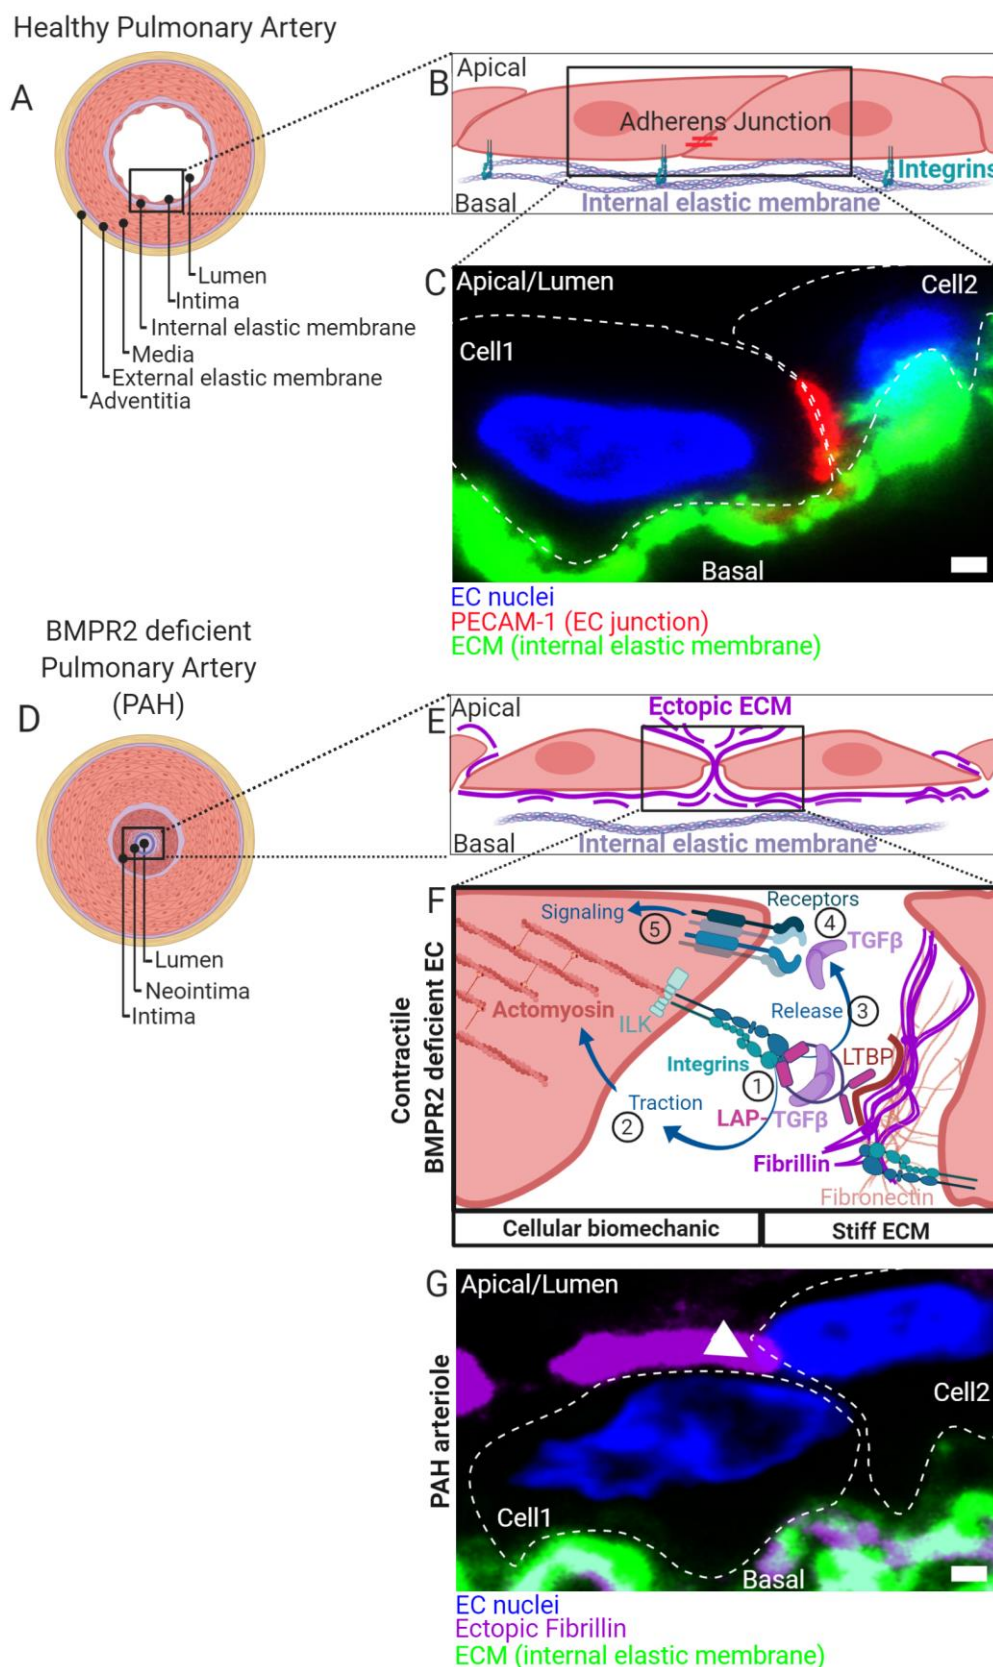 Healthy Pulmonary Artery
A
Lumen
Intima
Internal elastic membrane
Media
External elastic membrane
Adventitia
B
Apical
Adherens Junction
Integrins
Basal
Internal elastic membrane
C
Apical/Lumen
Cell2
Cell1
Basal
EC nuclei
PECAM-1 (EC junction)
ECM (internal elastic membrane)
BMPR2 deficient
Pulmonary Artery
(PAH)
D
Lumen
Neointima
Intima
E
Apical
Ectopic ECM
Basal
Internal elastic membrane
Contractile
BMPR2 deficient EC
F
Receptors
Signaling
5
4
TGFβ
Actomyosin
ILK
Release
3
Integrins
LTBP
1
Traction
LAP-TGFβ
2
Fibrillin
Fibronectin
Cellular biomechanic
Stiff ECM
PAH arteriole
G
Apical/Lumen
Cell2
Cell1
Basal
EC nuclei
Ectopic Fibrillin
ECM (internal elastic membrane)